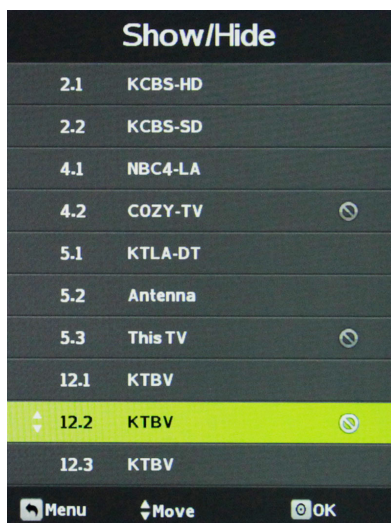 Show/Hide
2.1 KCBS-HD
2.2 KCBS-SD
4.1 NBC4-LA
4.2 COZY-TV
5.1 KTLA-DT
5.2 Antenna
5.3 This TV
12.1 KTBV
12.2 KTBV
12.3 KTBV
Menu Move OK